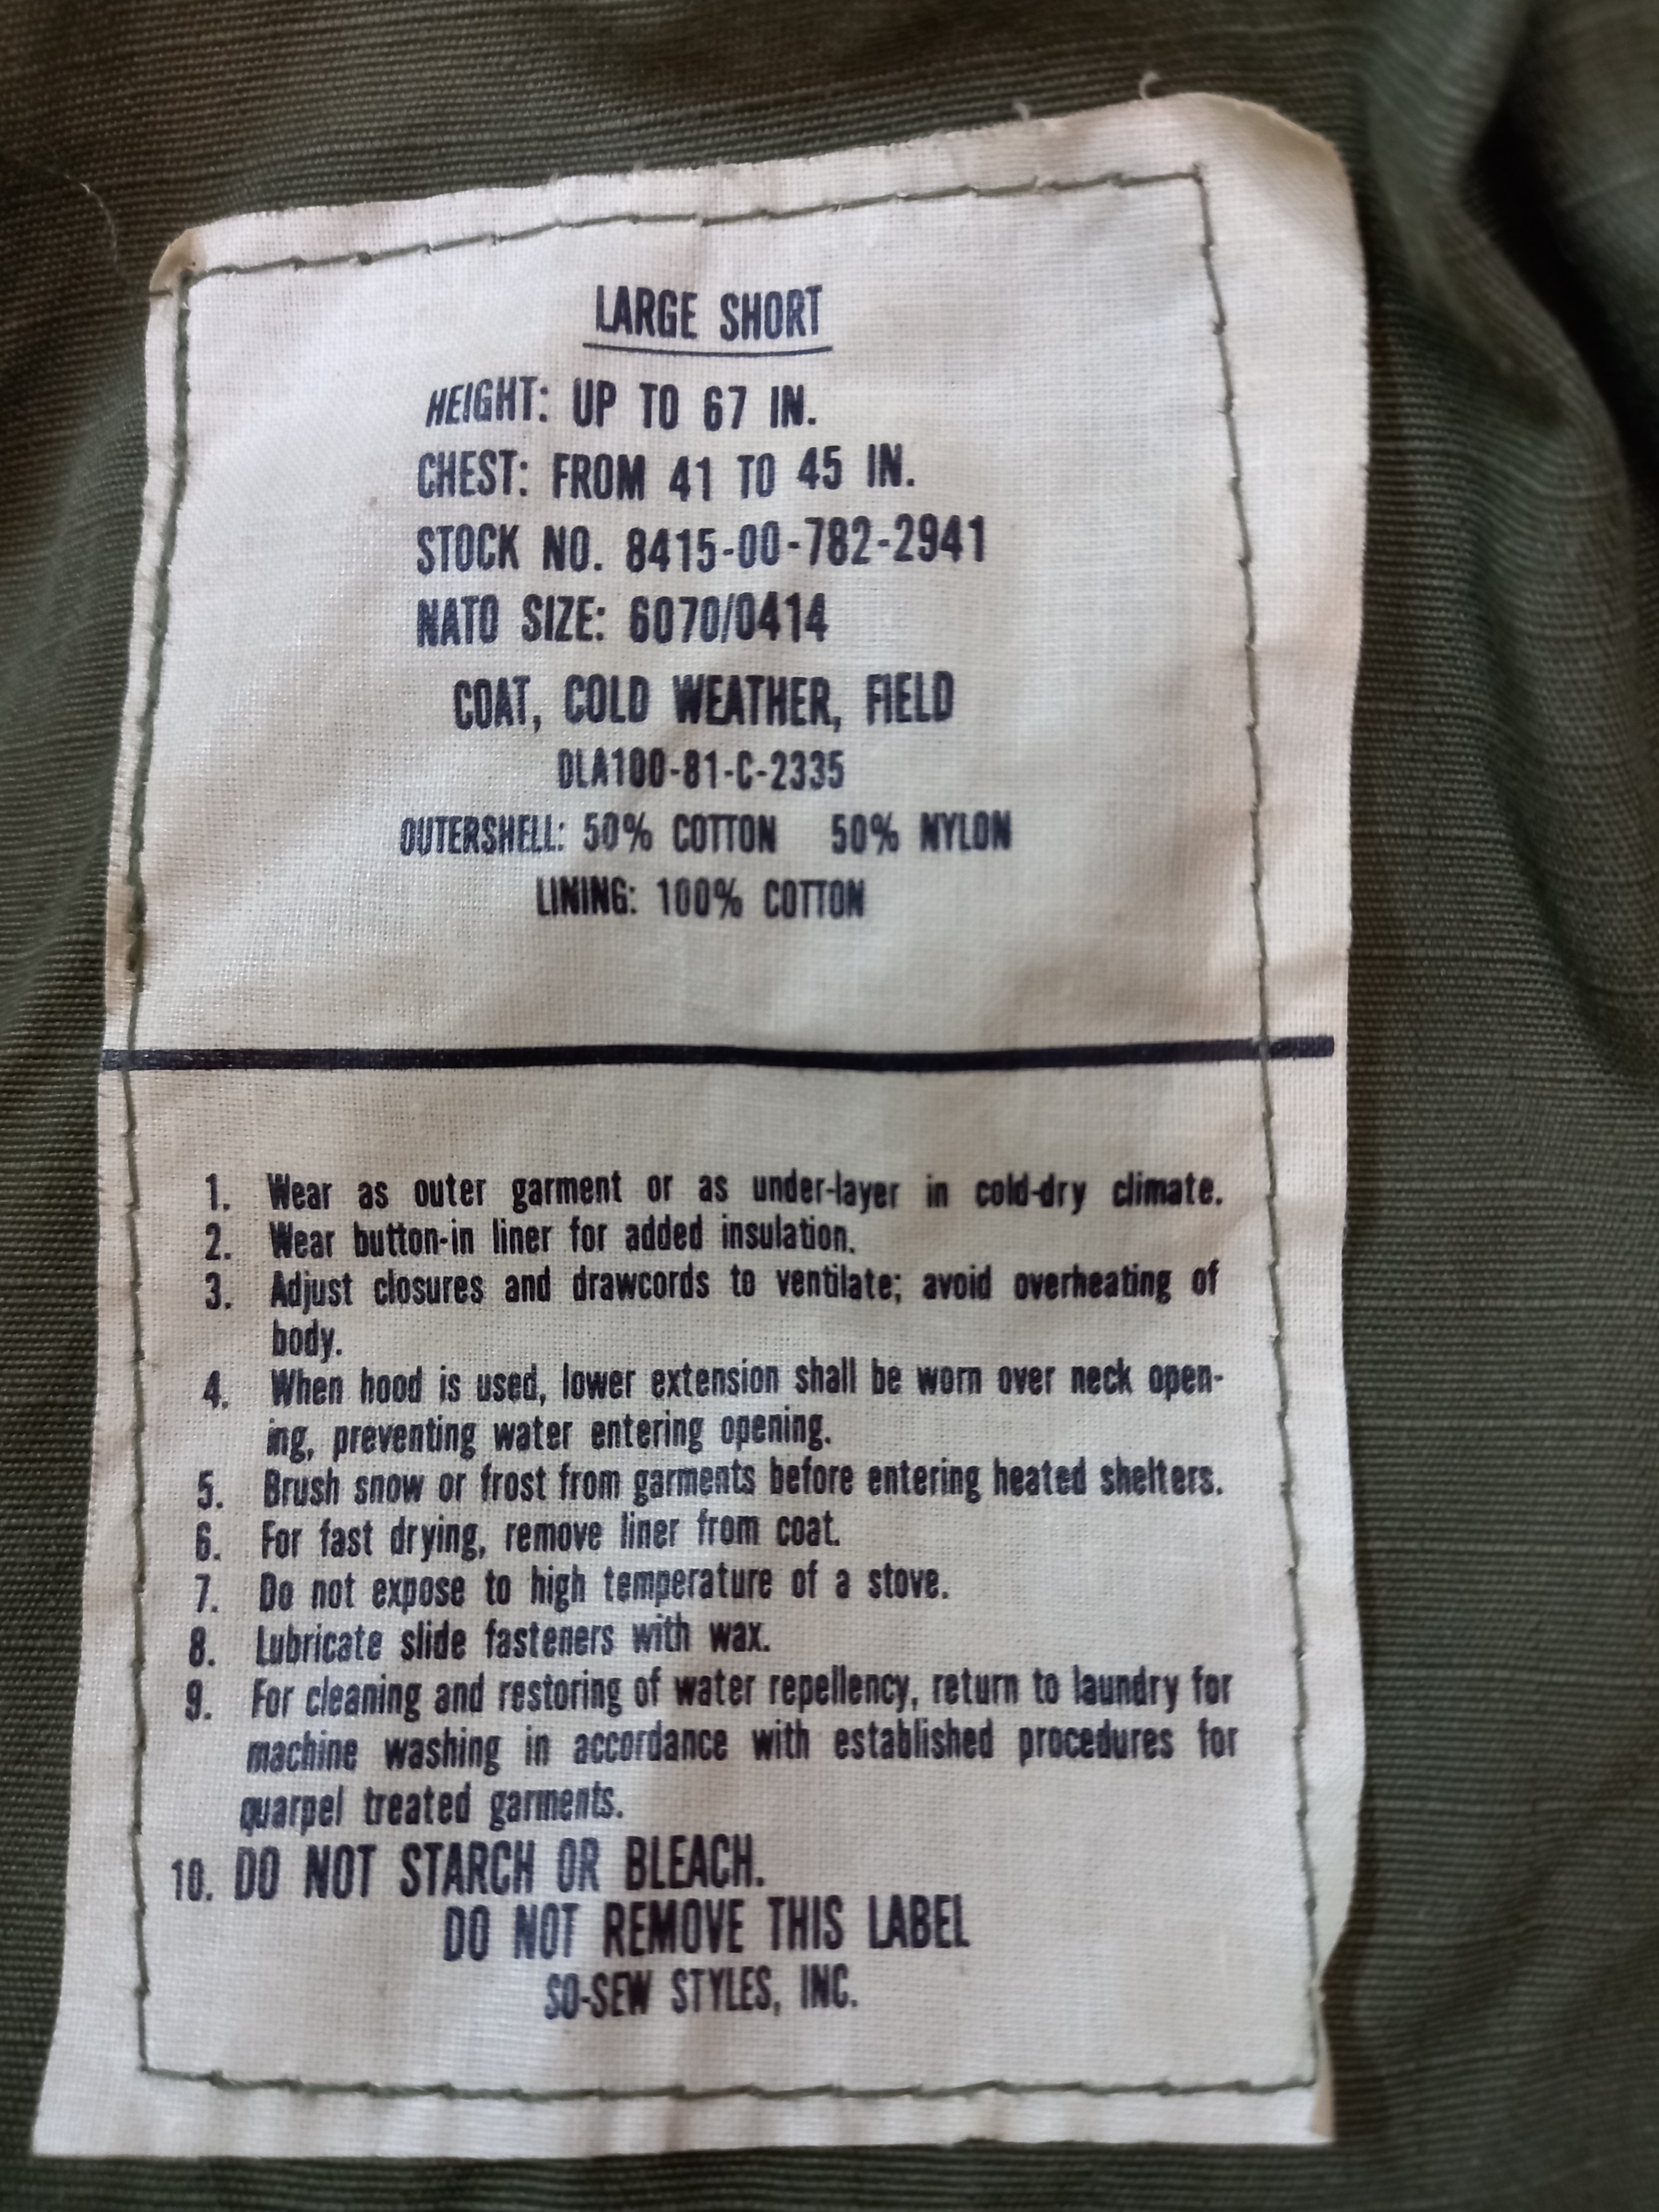 LARGE SHORT
HEIGHT: UP TO 67 IN.
CHEST: FROM 41 TO 45 IN.
STOCK NO. 8415-00-782-2941
NATO SIZE: 6070/0414
COAT, COLD WEATHER, FIELD
DLA100-81-C-2335
OUTERSHELL: 50% COTTON 50% NYLON
LINING: 100% COTTON
1. Wear as outer garment or as under-layer in cold-dry climate.
2. Wear button-in liner for added insulation.
3. Adjust closures and drawcords to ventilate; avoid overheating of
body.
4. When hood is used, lower extension shall be worn over neck open-
ing, preventing water entering opening.
5. Brush snow or frost from garments before entering heated shelters.
6. For fast drying, remove liner from coat.
7. Do not expose to high temperature of a stove.
8. Lubricate slide fasteners with wax.
9. For cleaning and restoring of water repellency, return to laundry for
machine washing in accordance with established procedures for
quarpel treated garments.
10. DO NOT STARCH OR BLEACH.
DO NOT REMOVE THIS LABEL
SO-SEW STYLES, INC.